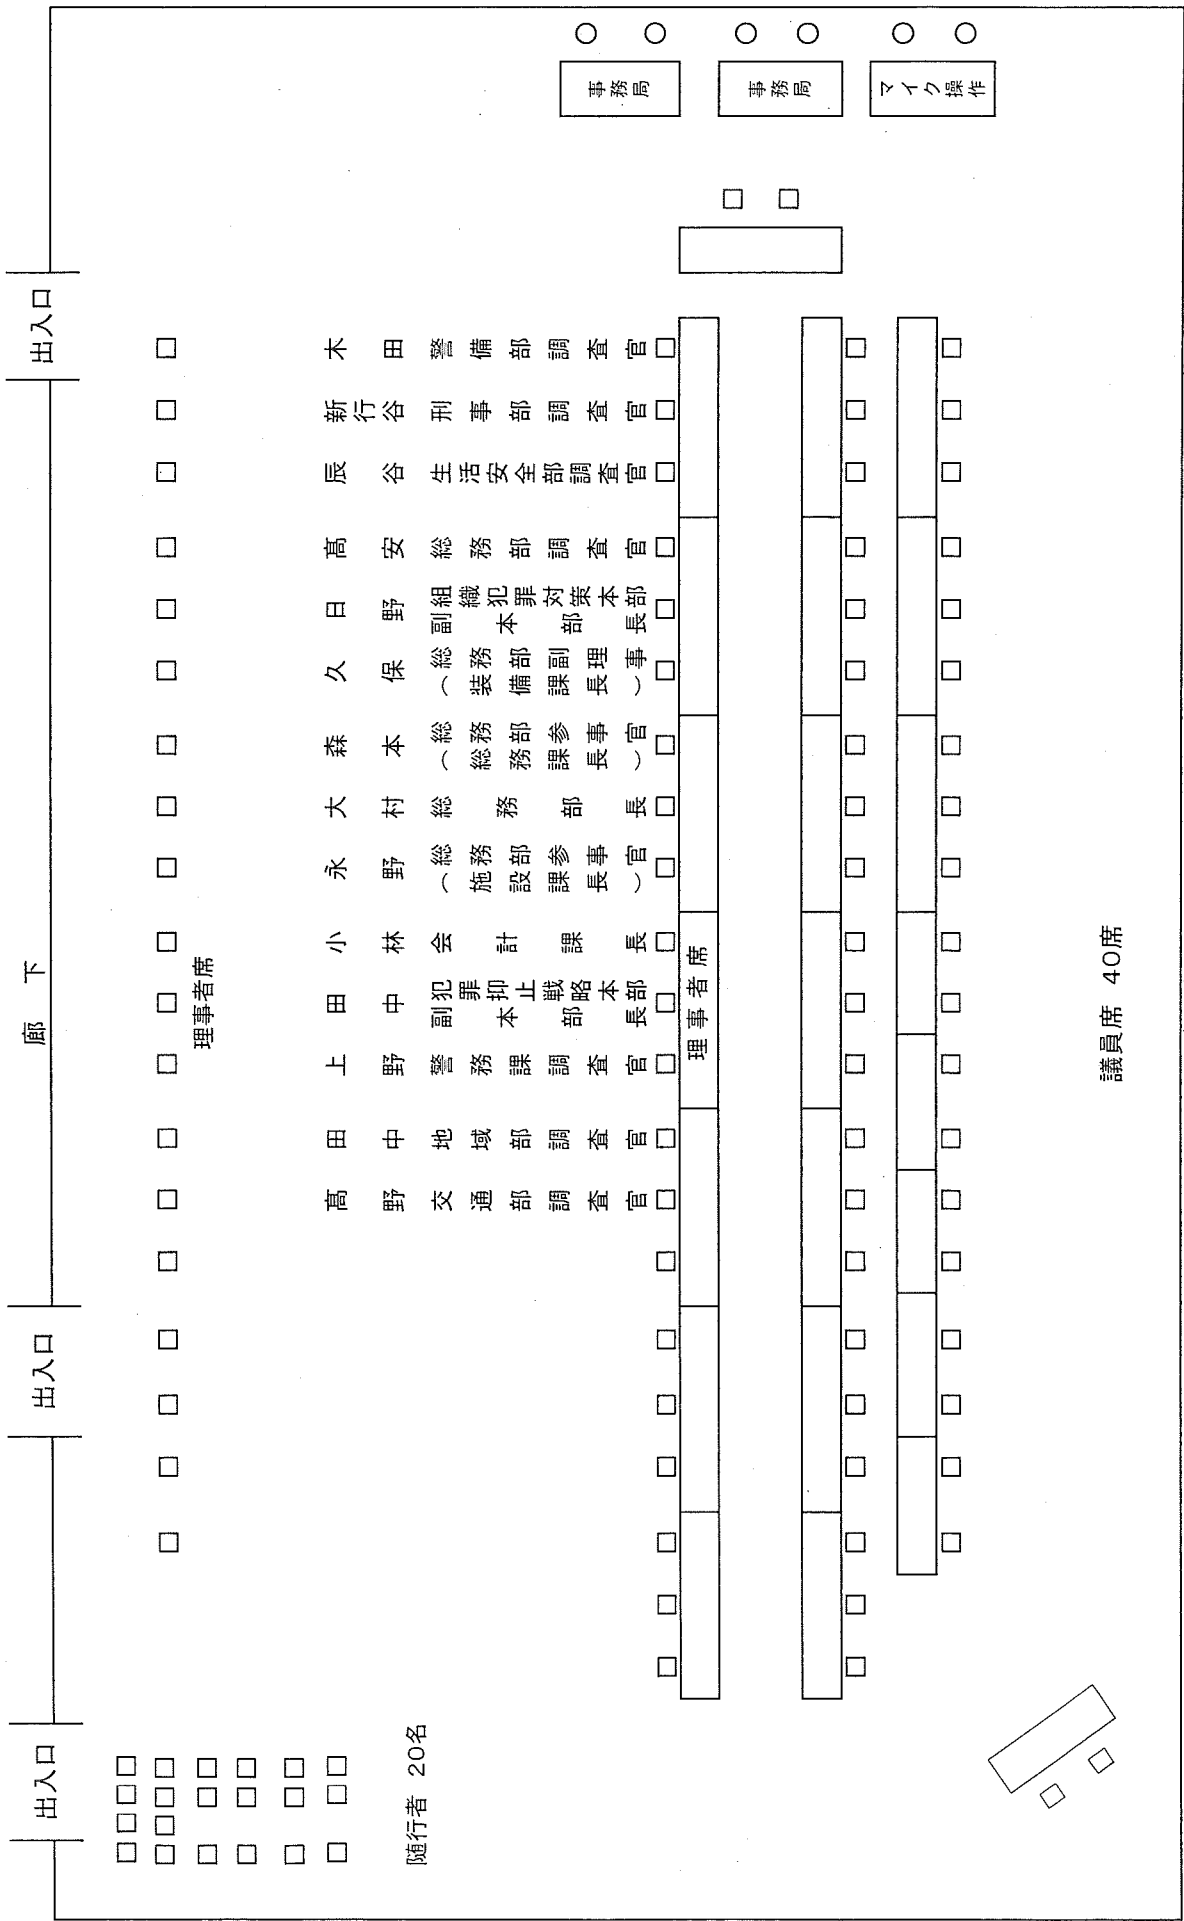 廊下
出入口
出入口
出入口
理事者席
随行者 20名
木田警備部調査官
新行谷刑事部調査官
辰谷生活安全部調査官
髙安総務部調査官
日野組織犯罪対策本部
副本部長
久保総務部副理事
（装備課長）
森本総務部参事官
（総務課長）
大村総務部長
永野総務部参事官
（施設課長）
小林会計課長
田中犯罪抑止戦略本部
副本部長
上野警務課調査官
田中地域部調査官
髙野交通部調査官
理事者席
事務局
事務局
マイク操作
議員席 40席